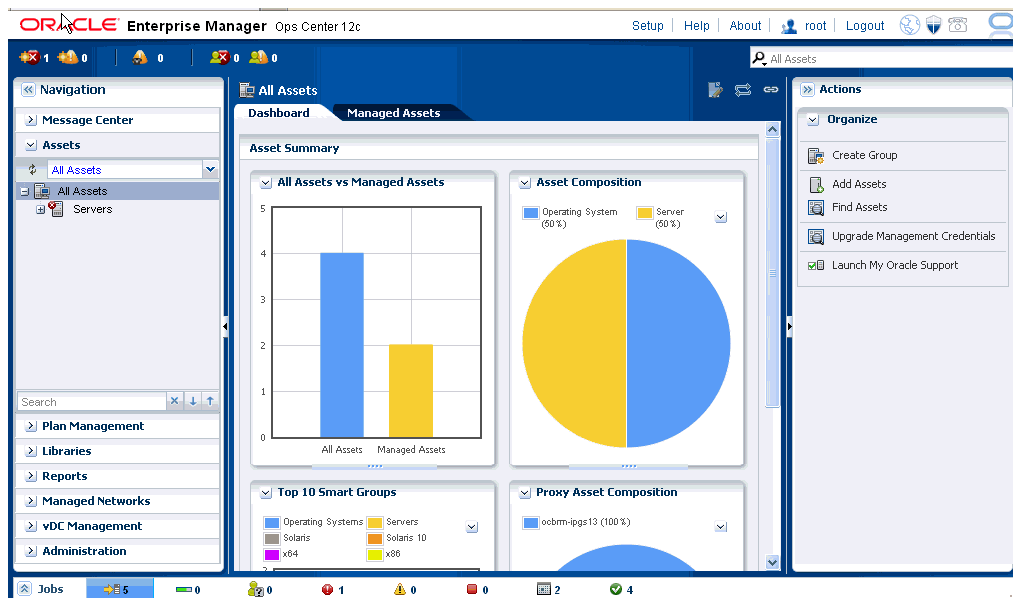 ORACLE Enterprise Manager Ops Center 12c
Setup Help About root Logout
1 0 0 0 0
All Assets
Navigation
Message Center
Assets
All Assets
All Assets
Servers
Search
Plan Management
Libraries
Reports
Managed Networks
vDC Management
Administration
All Assets
Dashboard Managed Assets
Asset Summary
All Assets vs Managed Assets
5
4
3
2
1
0
All Assets Managed Assets
Asset Composition
Operating System (50%)
Server (50%)
Top 10 Smart Groups
Operating Systems Servers
Solaris Solaris 10
x64 x86
2
Proxy Asset Composition
ocbrm-ipgs13 (100%)
Actions
Organize
Create Group
Add Assets
Find Assets
Upgrade Management Credentials
Launch My Oracle Support
Jobs 5 0 0 1 0 0 2 4